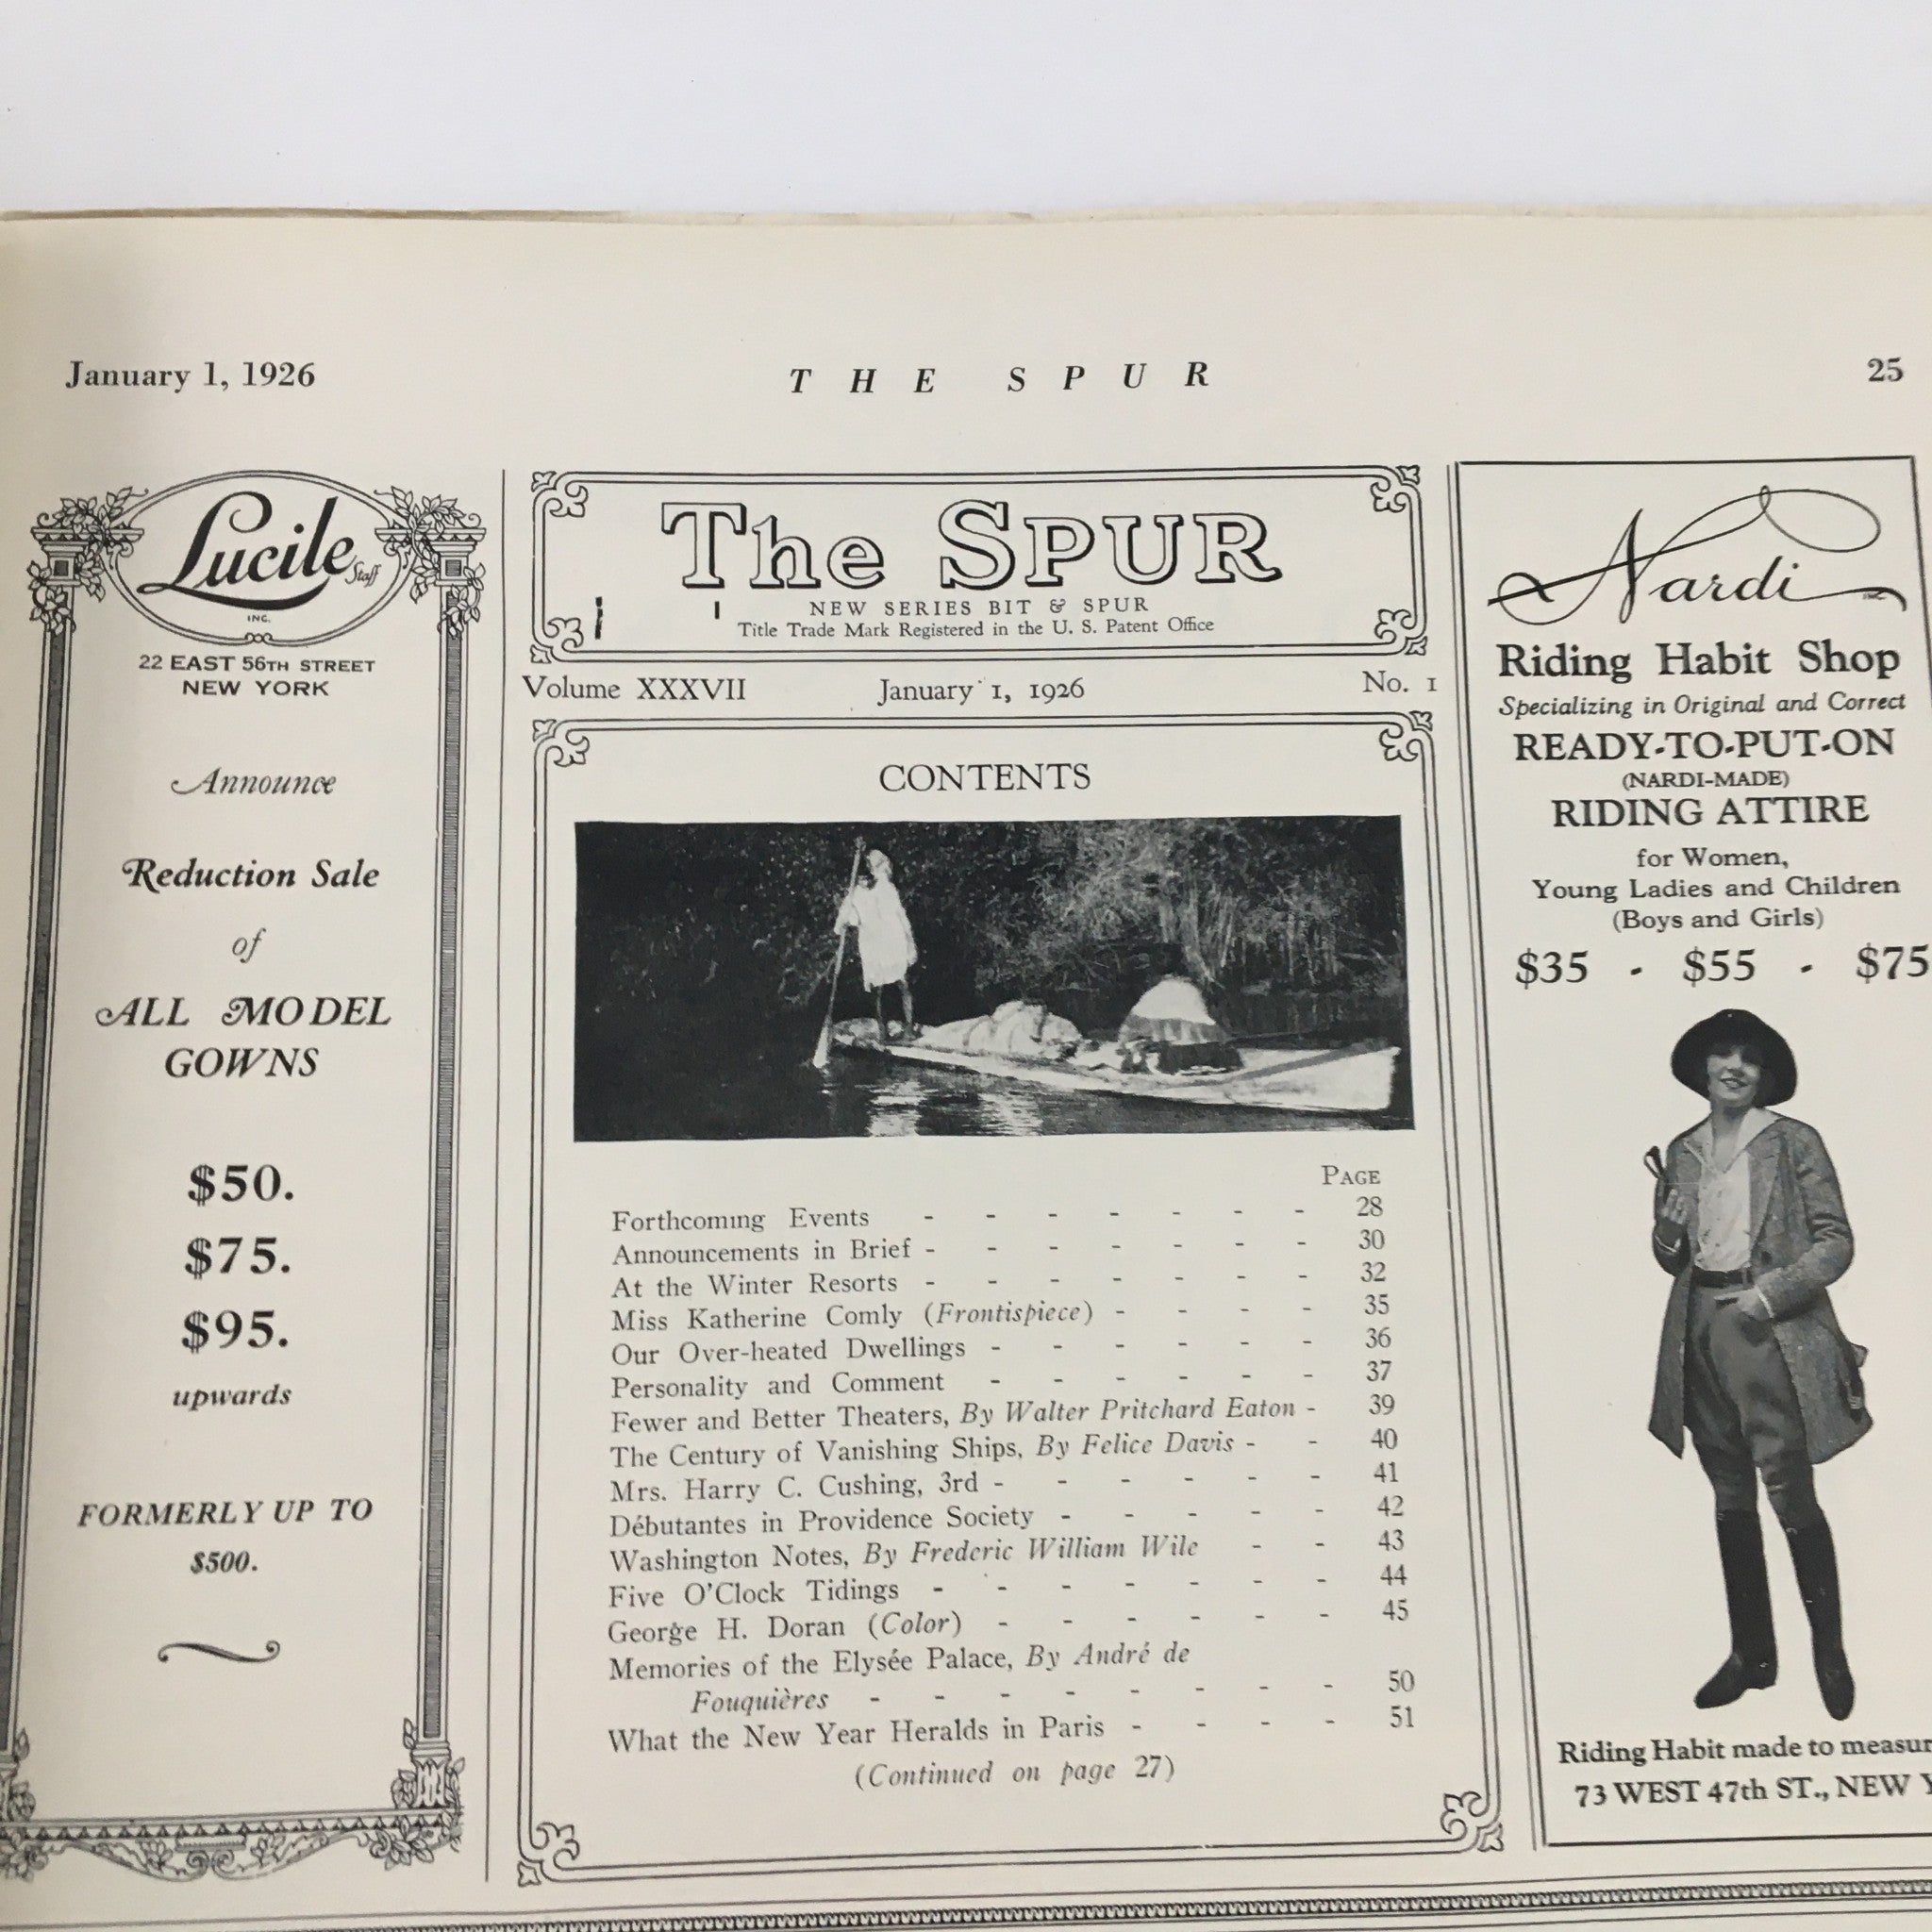 January 1, 1926
THE SPUR
25
Lucile
Staff
INC.
22 EAST 56TH STREET
NEW YORK
Announce
Reduction Sale
of
ALL MODEL
GOWNS
$50.
$75.
$95.
upwards
FORMERLY UP TO
$500.
The SPUR
NEW SERIES BIT & SPUR
Title Trade Mark Registered in the U. S. Patent Office
Volume XXXVII January 1, 1926 No. 1
CONTENTS
PAGE
Forthcoming Events - - - - - - - 28
Announcements in Brief - - - - - - - 30
At the Winter Resorts - - - - - - - 32
Miss Katherine Comly (Frontispiece) - - - - 35
Our Over-heated Dwellings - - - - - - 36
Personality and Comment - - - - - - 37
Fewer and Better Theaters, By Walter Pritchard Eaton - 39
The Century of Vanishing Ships, By Felice Davis - - 40
Mrs. Harry C. Cushing, 3rd - - - - - - 41
Débutantes in Providence Society - - - - - 42
Washington Notes, By Frederic William Wile - - 43
Five O'Clock Tidings - - - - - - - 44
George H. Doran (Color) - - - - - - 45
Memories of the Elysée Palace, By André de
Fouquières - - - - - - - - 50
What the New Year Heralds in Paris - - - - 51
(Continued on page 27)
Nardi
INC.
Riding Habit Shop
Specializing in Original and Correct
READY-TO-PUT-ON
(NARDI-MADE)
RIDING ATTIRE
for Women,
Young Ladies and Children
(Boys and Girls)
$35 - $55 - $75
Riding Habit made to measur
73 WEST 47th ST., NEW Y